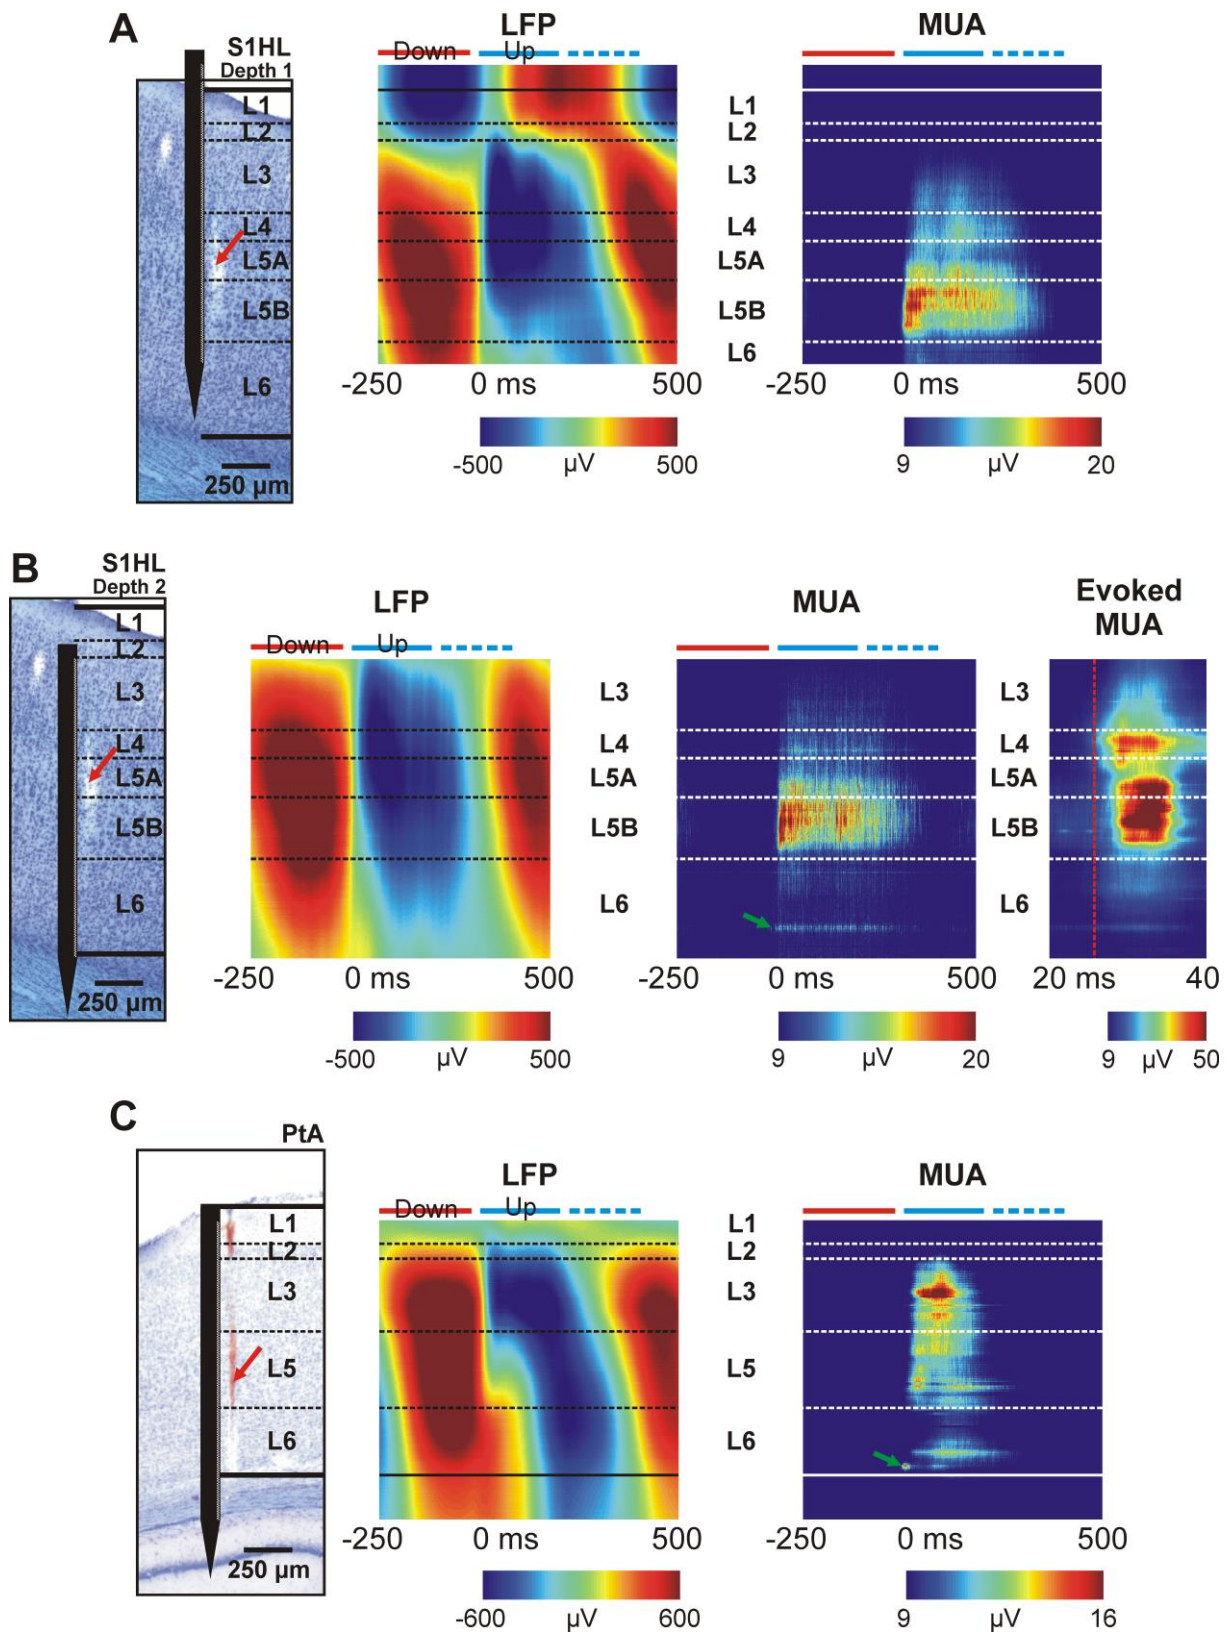 A
S1HL
Depth 1
LFP
MUA
Down
Up
L1
L2
L3
L4
L5A
L5B
L6
250 µm
L1
L2
L3
L4
L5A
L5B
L6
-250 0 ms 500
-250 0 ms 500
-500 µV 500
9 µV 20
B
S1HL
Depth 2
LFP
MUA
Evoked
MUA
Down
Up
L1
L2
L3
L4
L5A
L5B
L6
250 µm
L3
L4
L5A
L5B
L6
L3
L4
L5A
L5B
L6
-250 0 ms 500
-250 0 ms 500
20 ms 40
-500 µV 500
9 µV 20
9 µV 50
C
PtA
LFP
MUA
Down
Up
L1
L2
L3
L5
L6
250 µm
L1
L2
L3
L5
L6
-250 0 ms 500
-250 0 ms 500
-600 µV 600
9 µV 16